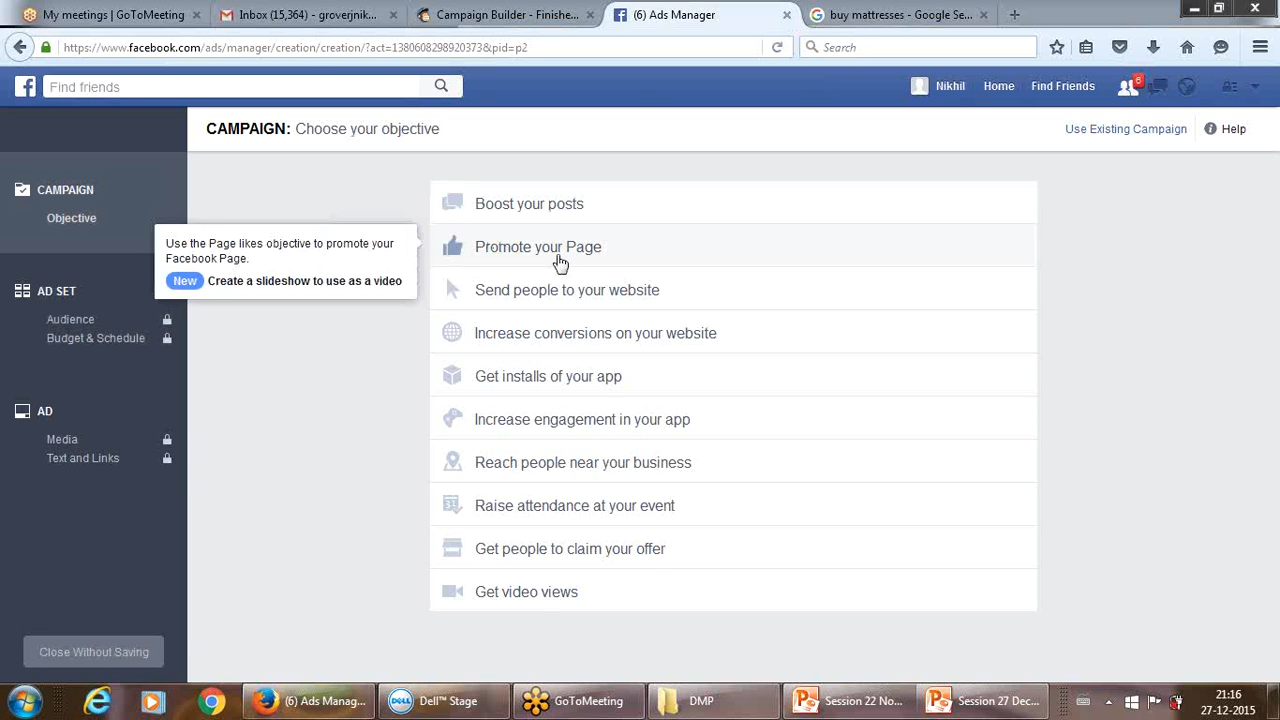 My meetings | GoToMeeting
Inbox (15,364) - groverjnik...
Campaign Builder - Finishe...
(6) Ads Manager
buy mattresses - Google Se...
https://www.facebook.com/ads/manager/creation/creation/?act=1380608298920373&pid=p2
Search
Find friends
Nikhil
Home
Find Friends
6
CAMPAIGN: Choose your objective
Use Existing Campaign
Help
CAMPAIGN
Objective
AD SET
Audience
Budget & Schedule
AD
Media
Text and Links
Close Without Saving
Use the Page likes objective to promote your
Facebook Page.
New Create a slideshow to use as a video
Boost your posts
Promote your Page
Send people to your website
Increase conversions on your website
Get installs of your app
Increase engagement in your app
Reach people near your business
31 Raise attendance at your event
Get people to claim your offer
Get video views
(6) Ads Manag...
DELL Dell™ Stage
GoToMeeting
DMP
Session 22 No...
Session 27 Dec...
21:16
27-12-2015